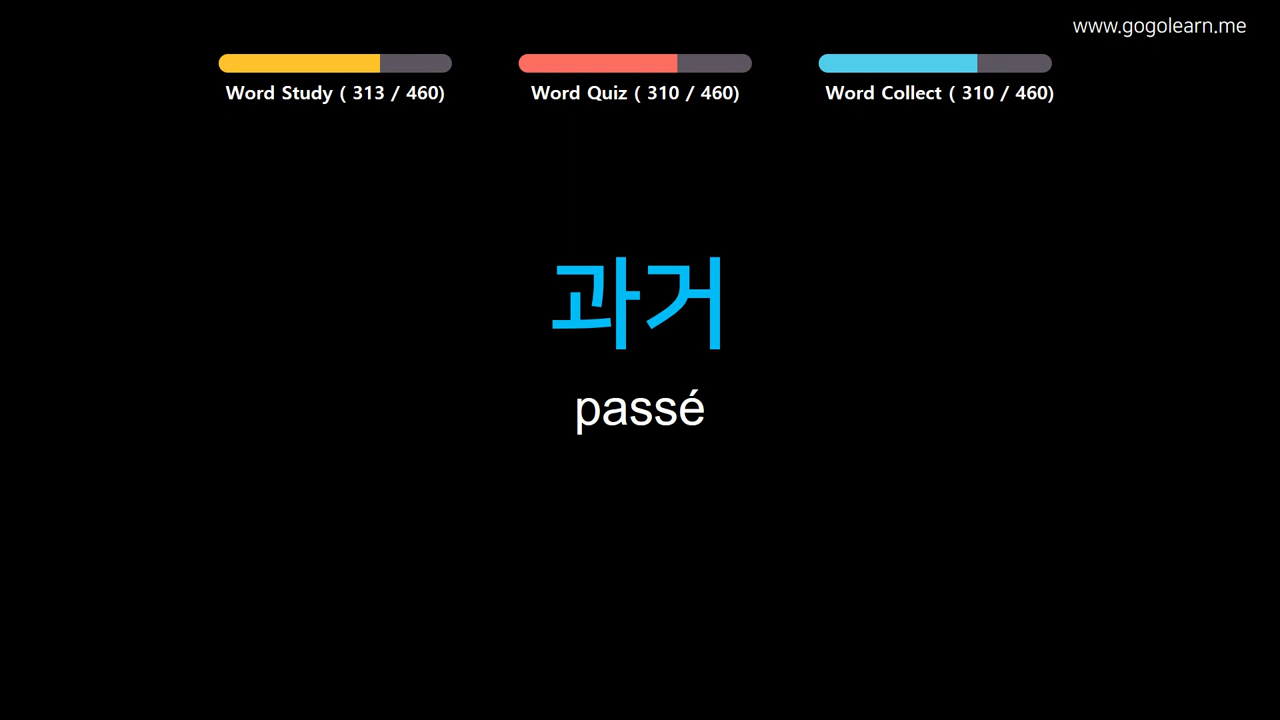 www.gogolearn.me
Word Study ( 313 / 460)
Word Quiz ( 310 / 460)
Word Collect ( 310 / 460)
과거
passé